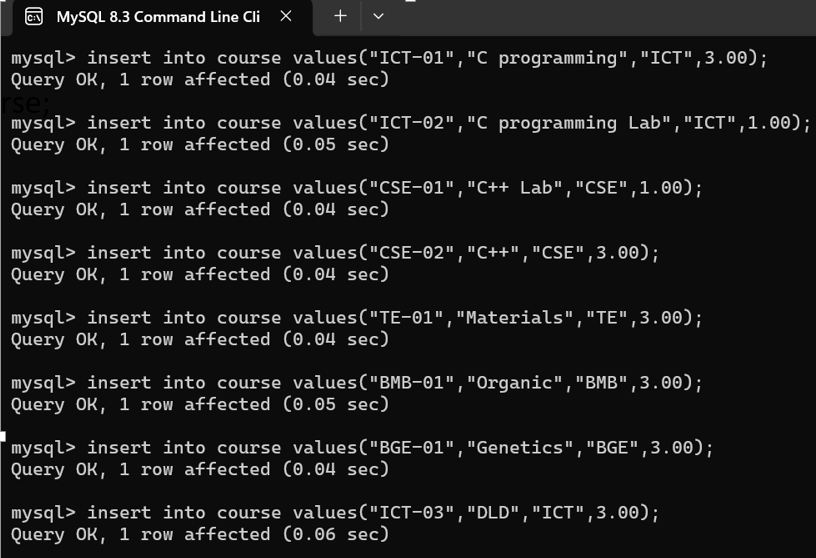 MySQL 8.3 Command Line Cli
mysql> insert into course values("ICT-01","C programming","ICT",3.00);
Query OK, 1 row affected (0.04 sec)
rse;
mysql> insert into course values("ICT-02","C programming Lab","ICT",1.00);
Query OK, 1 row affected (0.05 sec)
mysql> insert into course values("CSE-01","C++ Lab","CSE",1.00);
Query OK, 1 row affected (0.04 sec)
mysql> insert into course values("CSE-02","C++","CSE",3.00);
Query OK, 1 row affected (0.04 sec)
mysql> insert into course values("TE-01","Materials","TE",3.00);
Query OK, 1 row affected (0.04 sec)
mysql> insert into course values("BMB-01","Organic","BMB",3.00);
Query OK, 1 row affected (0.05 sec)
mysql> insert into course values("BGE-01","Genetics","BGE",3.00);
Query OK, 1 row affected (0.04 sec)
mysql> insert into course values("ICT-03","DLD","ICT",3.00);
Query OK, 1 row affected (0.06 sec)